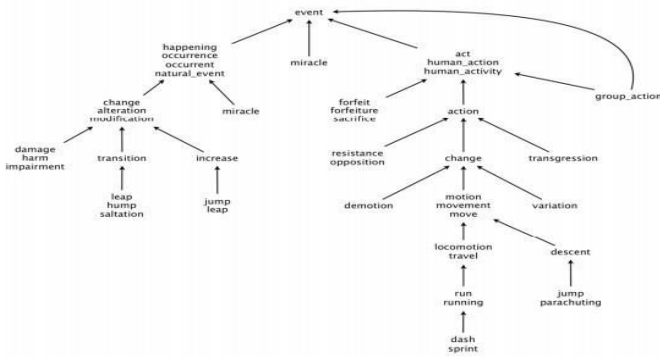 event
happening
occurrence
occurrent
natural_event
miracle
act
human_action
human_activity
group_action
change
alteration
modification
miracle
forfeit
forfeiture
sacrifice
action
damage
harm
impairment
transition
increase
resistance
opposition
change
transgression
leap
hump
saltation
jump
leap
demotion
motion
movement
move
variation
locomotion
travel
descent
run
running
jump
parachuting
dash
sprint